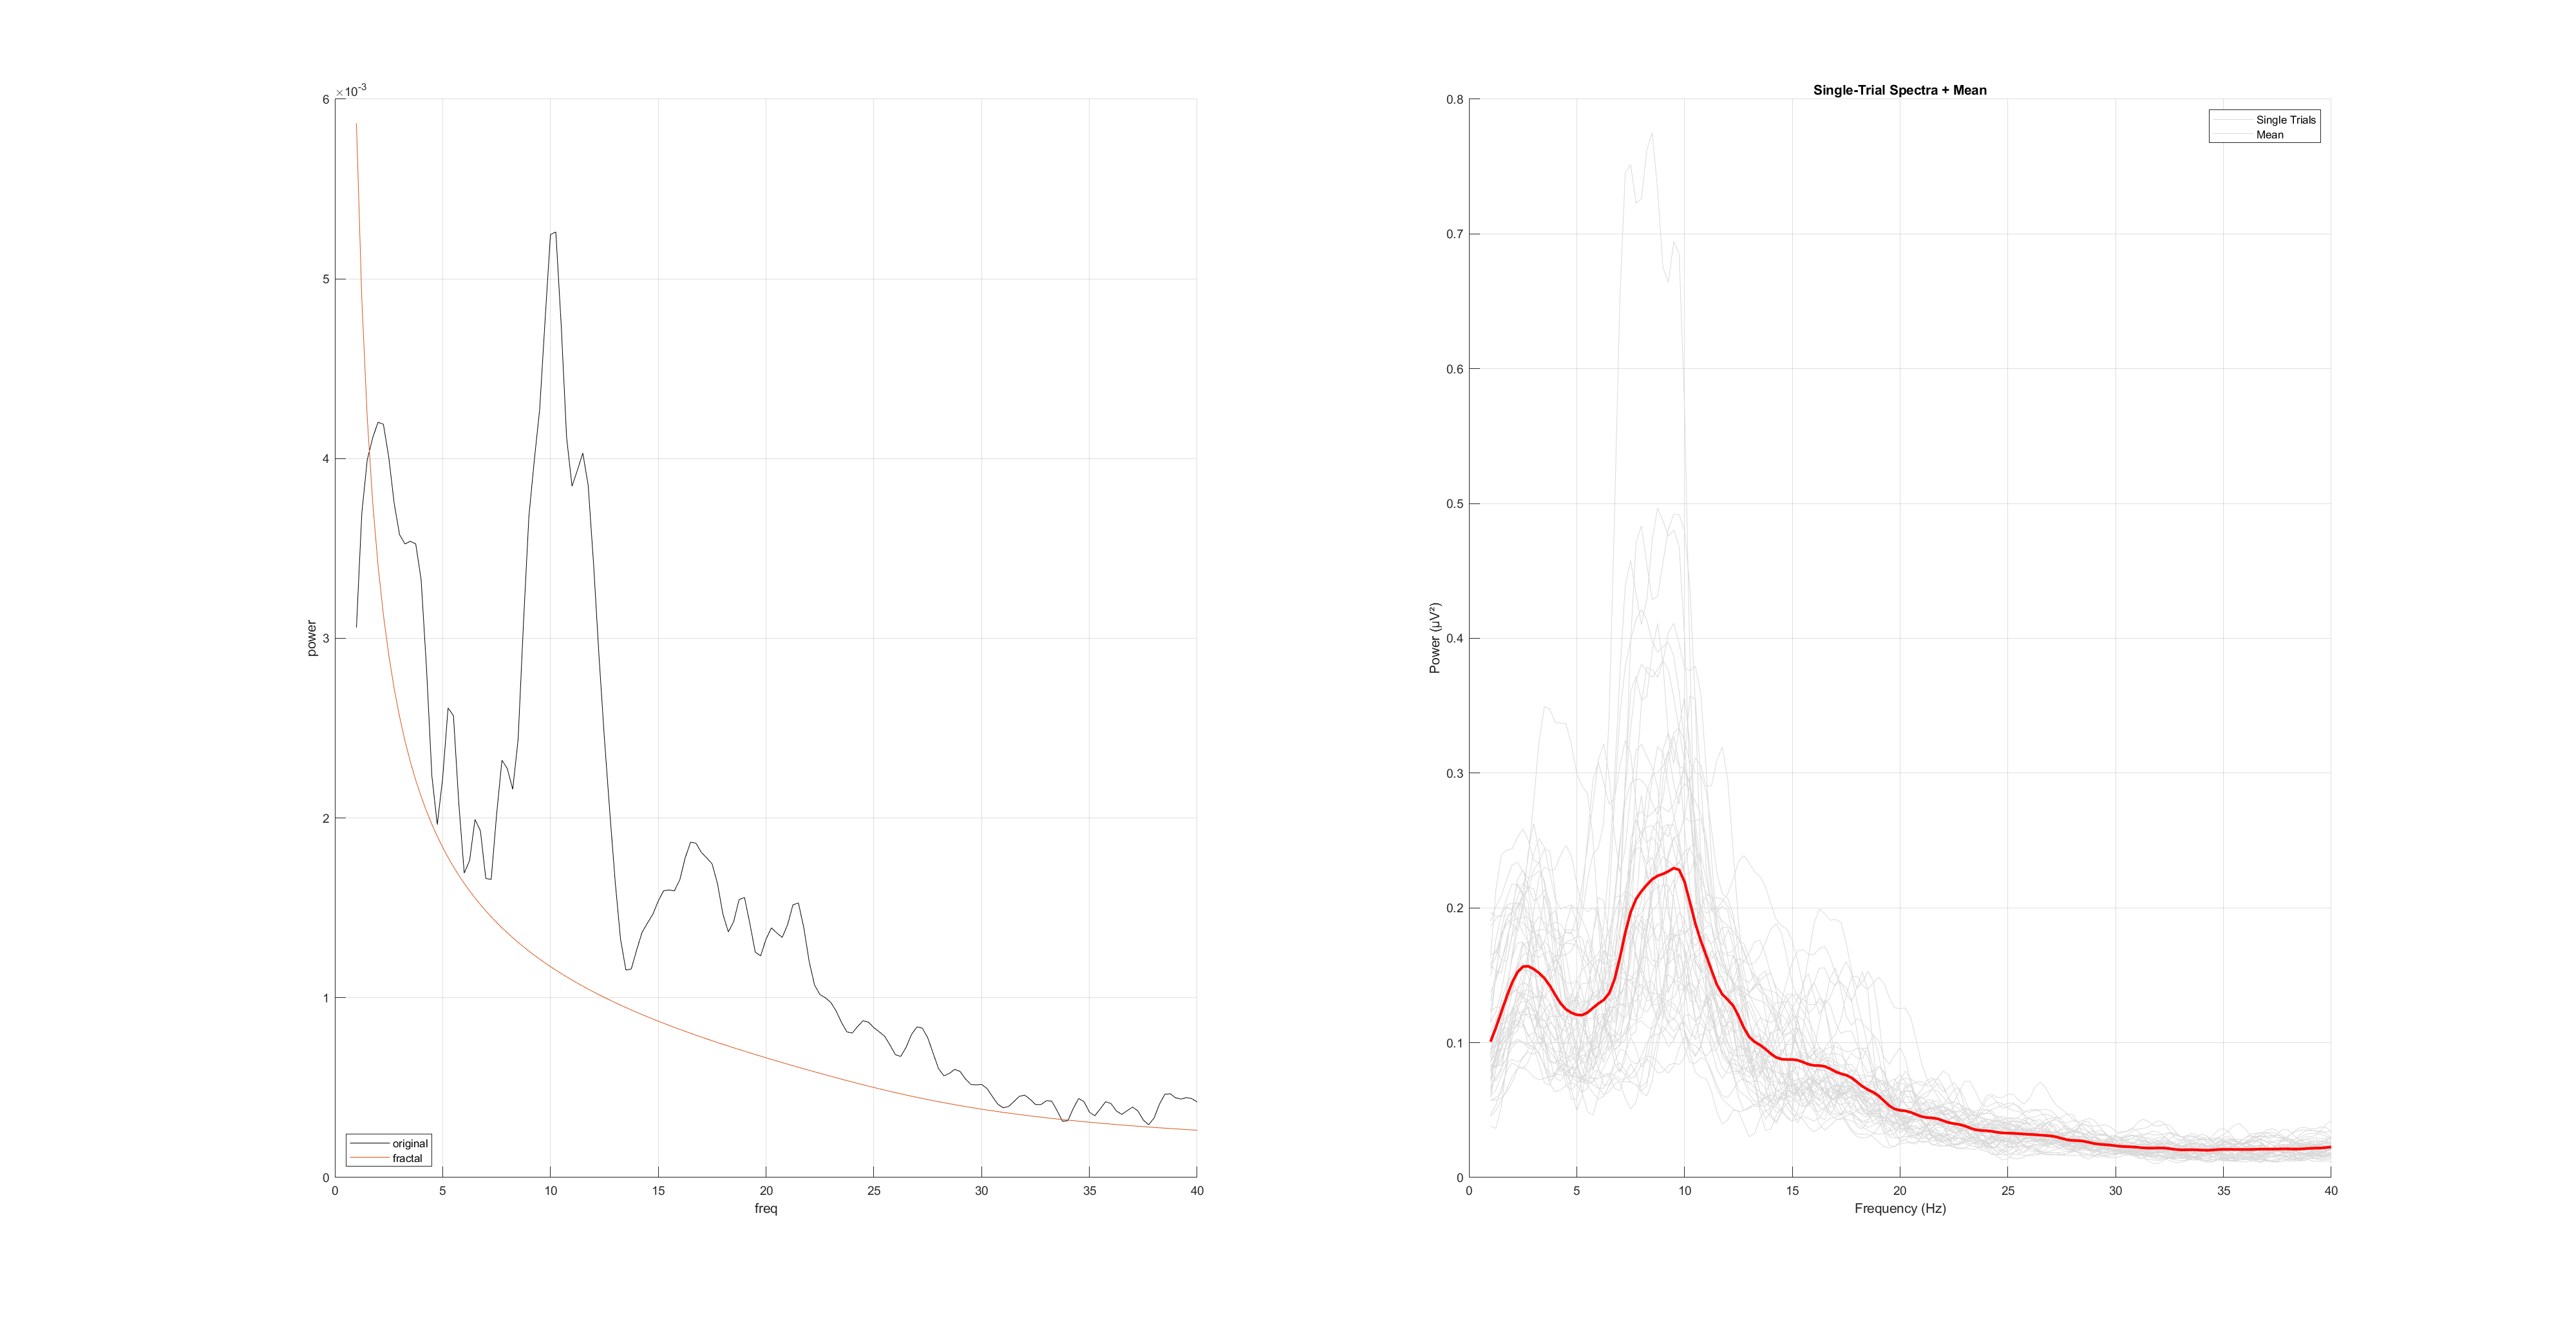 ×10-3
6
5
4
3
2
1
0
power
original
fractal
0 5 10 15 20 25 30 35 40
freq
Single-Trial Spectra + Mean
0.8
0.7
0.6
0.5
0.4
0.3
0.2
0.1
0
Power (μV²)
Single Trials
Mean
0 5 10 15 20 25 30 35 40
Frequency (Hz)